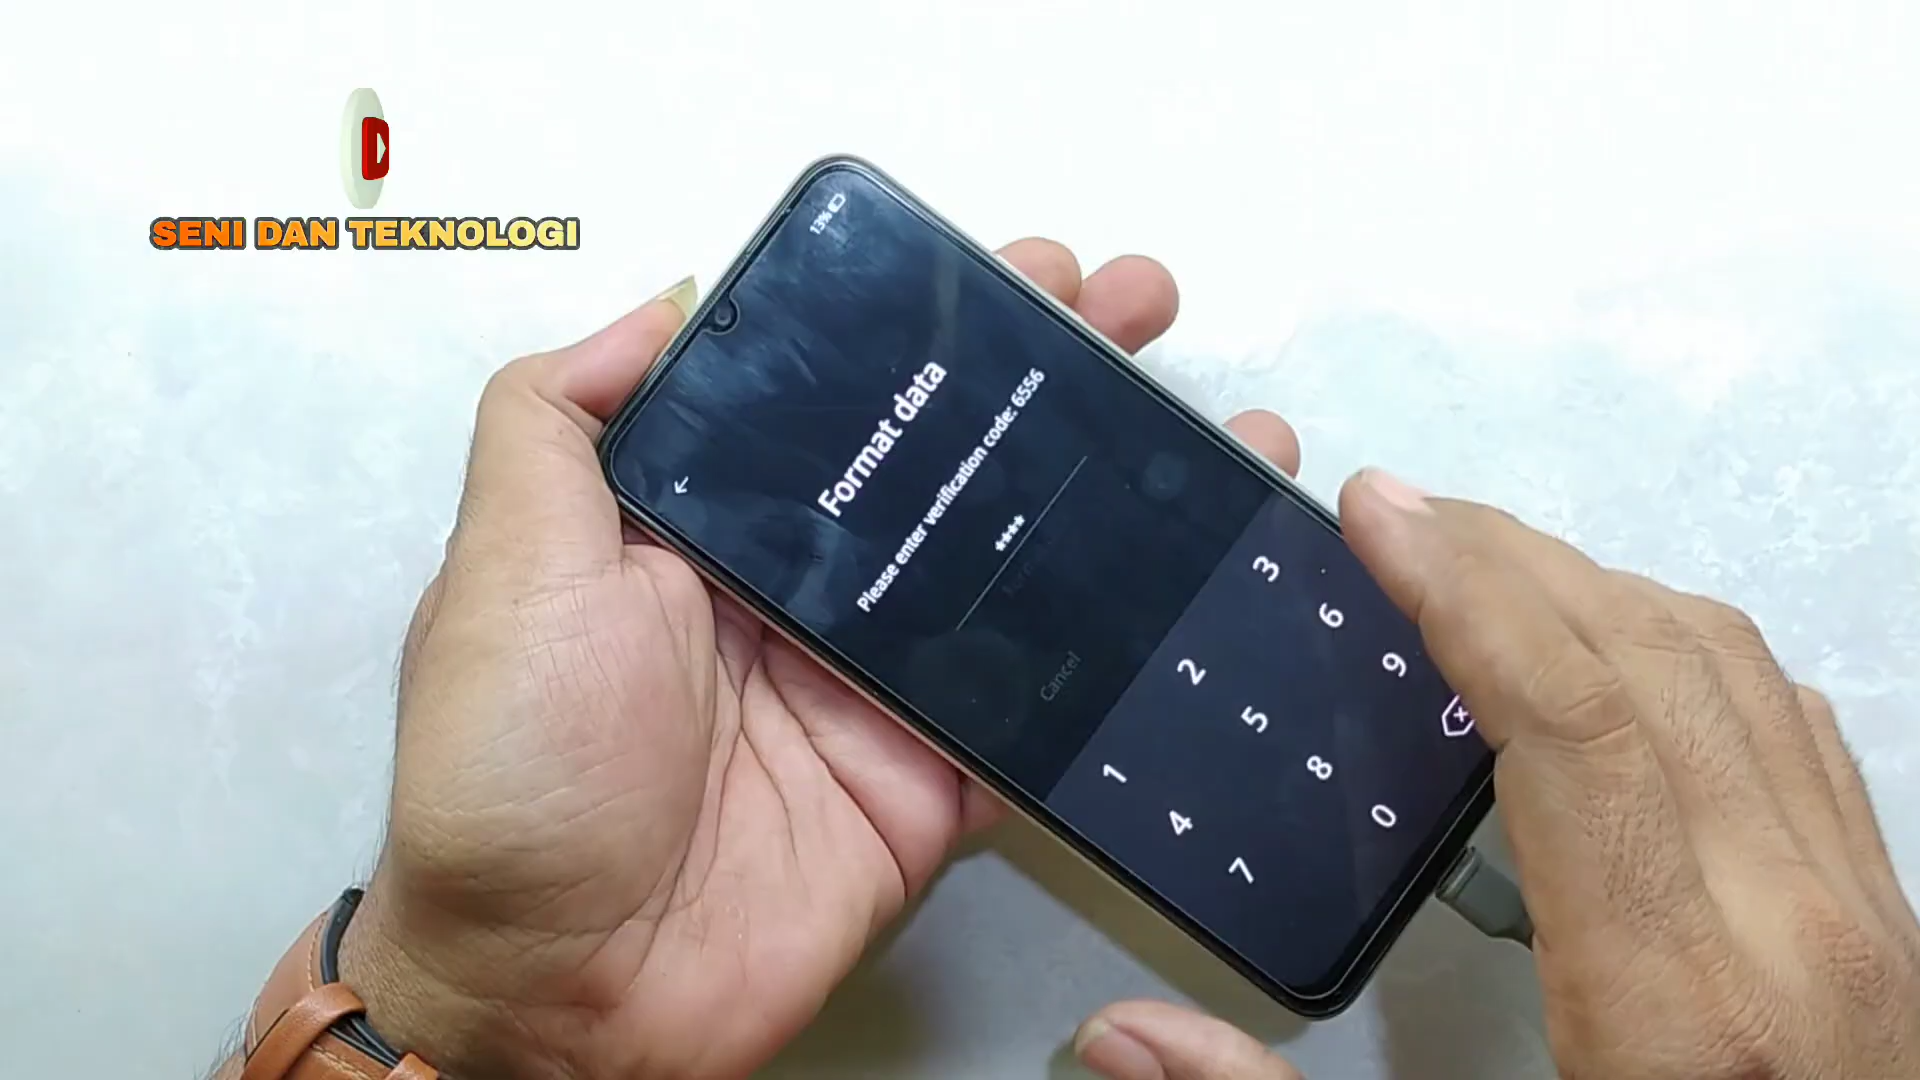 SENI DAN TEKNOLOGI
13%
Format data
Please enter verification code: 6556
****
Cancel
1 2 3
4 5 6
7 8 9
0